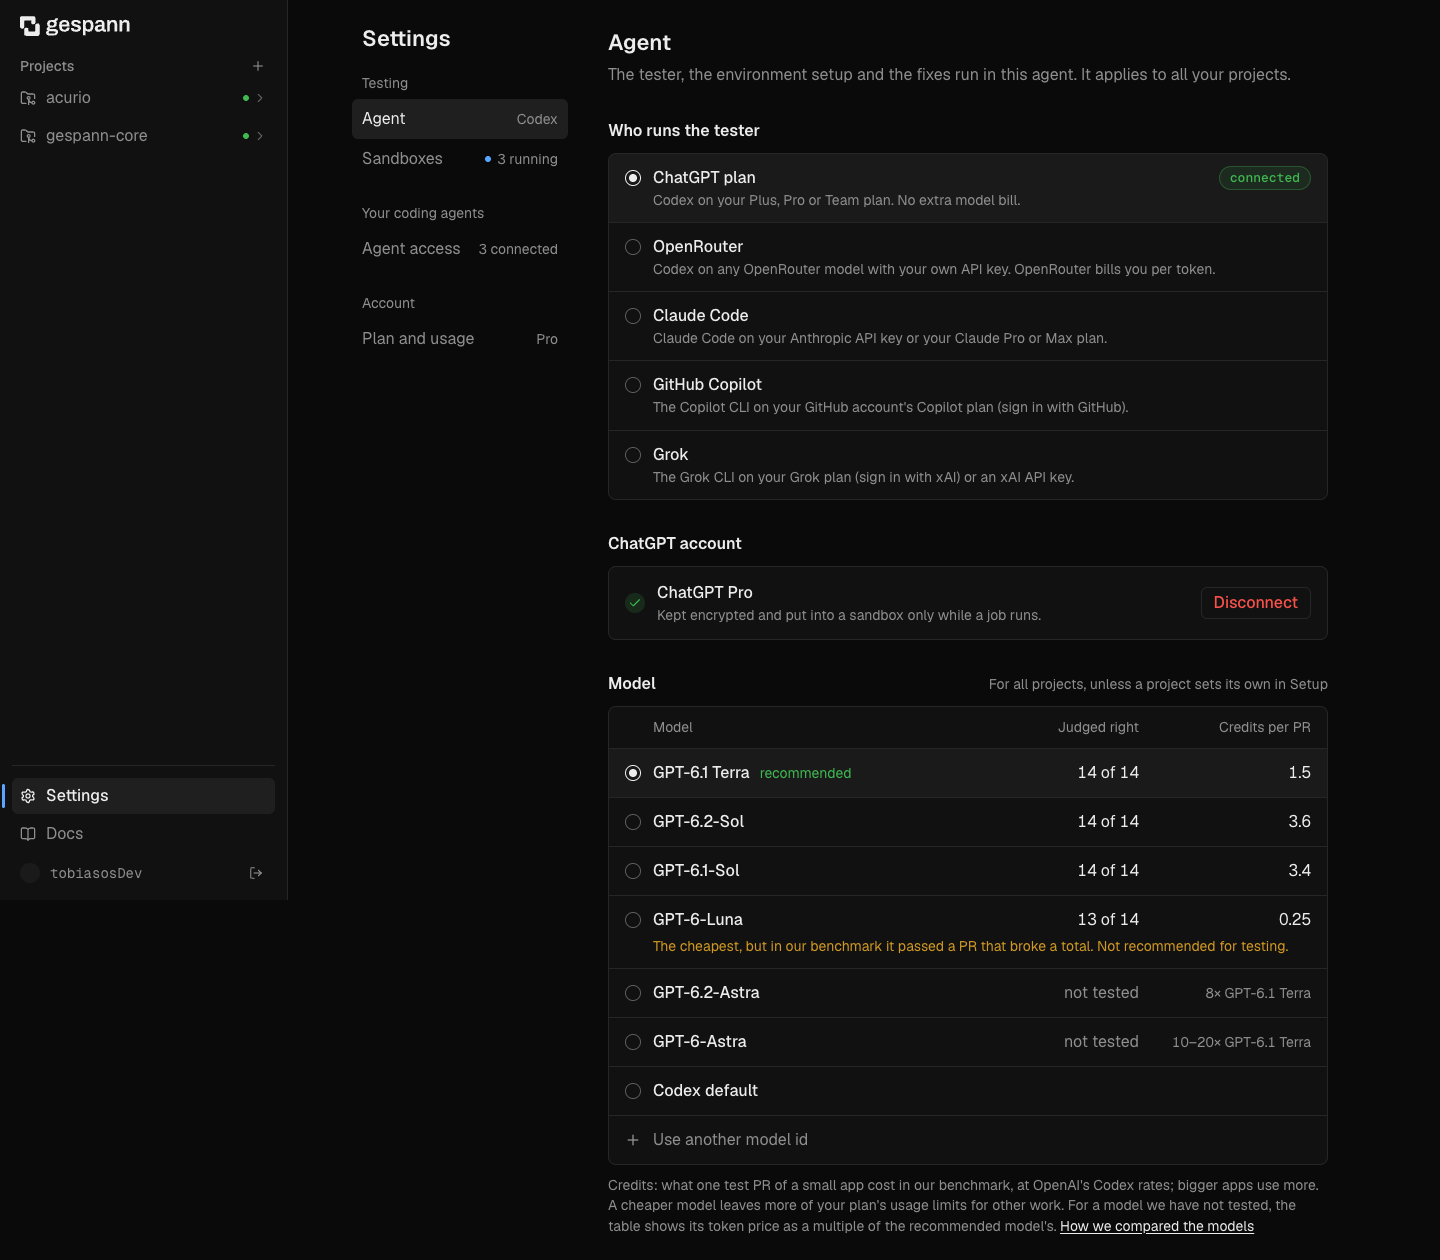 gespann
Projects
acurio
gespann-core
Settings
Docs
tobiasosDev
Settings
Testing
Agent Codex
Sandboxes 3 running
Your coding agents
Agent access 3 connected
Account
Plan and usage Pro
Agent
The tester, the environment setup and the fixes run in this agent. It applies to all your projects.
Who runs the tester
ChatGPT plan connected
Codex on your Plus, Pro or Team plan. No extra model bill.
OpenRouter
Codex on any OpenRouter model with your own API key. OpenRouter bills you per token.
Claude Code
Claude Code on your Anthropic API key or your Claude Pro or Max plan.
GitHub Copilot
The Copilot CLI on your GitHub account's Copilot plan (sign in with GitHub).
Grok
The Grok CLI on your Grok plan (sign in with xAI) or an xAI API key.
ChatGPT account
ChatGPT Pro
Kept encrypted and put into a sandbox only while a job runs.
Disconnect
Model For all projects, unless a project sets its own in Setup
Model Judged right Credits per PR
GPT-6.1 Terra recommended 14 of 14 1.5
GPT-6.2-Sol 14 of 14 3.6
GPT-6.1-Sol 14 of 14 3.4
GPT-6-Luna 13 of 14 0.25
The cheapest, but in our benchmark it passed a PR that broke a total. Not recommended for testing.
GPT-6.2-Astra not tested 8× GPT-6.1 Terra
GPT-6-Astra not tested 10–20× GPT-6.1 Terra
Codex default
Use another model id
Credits: what one test PR of a small app cost in our benchmark, at OpenAI's Codex rates; bigger apps use more.
A cheaper model leaves more of your plan's usage limits for other work. For a model we have not tested, the
table shows its token price as a multiple of the recommended model's. How we compared the models